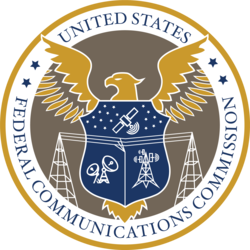 UNITED STATES
FEDERAL COMMUNICATIONS COMMISSION